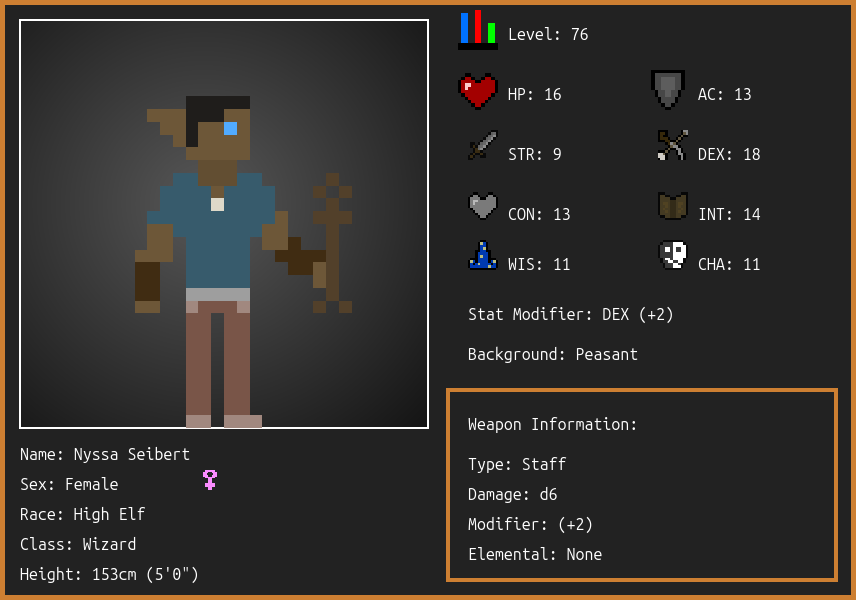 Level: 76
HP: 16
AC: 13
STR: 9
DEX: 18
CON: 13
INT: 14
WIS: 11
CHA: 11
Stat Modifier: DEX (+2)
Background: Peasant
Weapon Information:
Type: Staff
Damage: d6
Modifier: (+2)
Elemental: None
Name: Nyssa Seibert
Sex: Female
Race: High Elf
Class: Wizard
Height: 153cm (5'0")